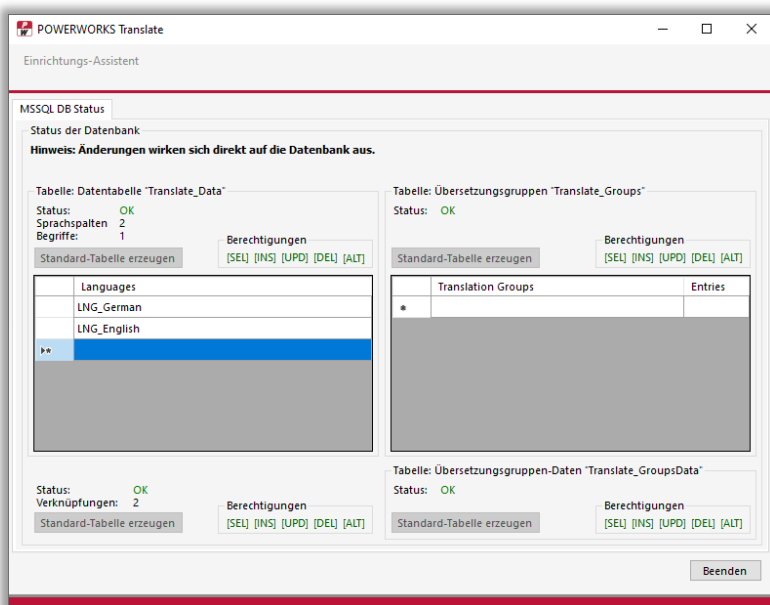 POWERWORKS Translate
Einrichtungs-Assistent
MSSQL DB Status
Status der Datenbank
Hinweis: Änderungen wirken sich direkt auf die Datenbank aus.
Tabelle: Datentabelle "Translate_Data"
Status: OK
Sprachspalten 2
Begriffe: 1
Standard-Tabelle erzeugen
Berechtigungen
[SEL] [INS] [UPD] [DEL] [ALT]
Languages
LNG_German
LNG_English
Tabelle: Übersetzungsgruppen "Translate_Groups"
Status: OK
Standard-Tabelle erzeugen
Berechtigungen
[SEL] [INS] [UPD] [DEL] [ALT]
Translation Groups Entries
Status: OK
Verknüpfungen: 2
Standard-Tabelle erzeugen
Berechtigungen
[SEL] [INS] [UPD] [DEL] [ALT]
Tabelle: Übersetzungsgruppen-Daten "Translate_GroupsData"
Status: OK
Standard-Tabelle erzeugen
Berechtigungen
[SEL] [INS] [UPD] [DEL] [ALT]
Beenden